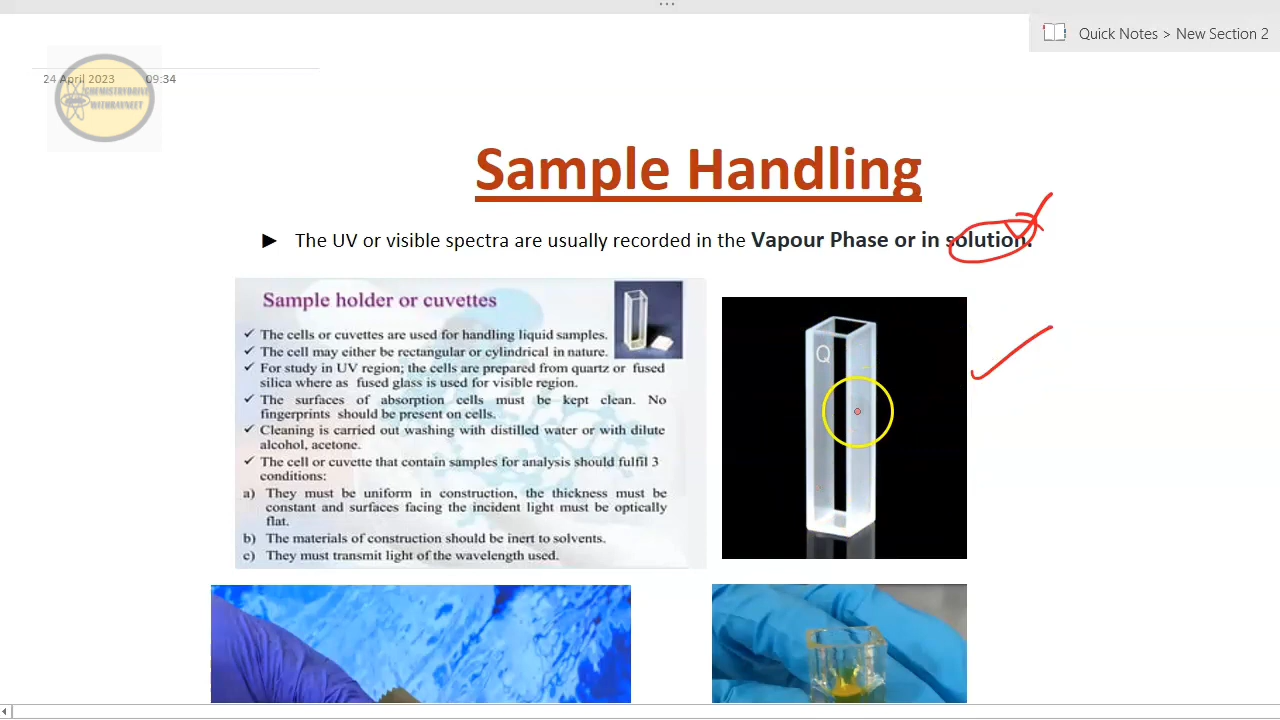 Quick Notes > New Section 2
24 April 2023 09:34
CHEMISTRYDRIVE
WITHRAVNEET
Sample Handling
► The UV or visible spectra are usually recorded in the Vapour Phase or in solution.
Sample holder or cuvettes
✓ The cells or cuvettes are used for handling liquid samples.
✓ The cell may either be rectangular or cylindrical in nature.
✓ For study in UV region; the cells are prepared from quartz or fused
silica where as fused glass is used for visible region.
✓ The surfaces of absorption cells must be kept clean. No
fingerprints should be present on cells.
✓ Cleaning is carried out washing with distilled water or with dilute
alcohol, acetone.
✓ The cell or cuvette that contain samples for analysis should fulfil 3
conditions:
a) They must be uniform in construction, the thickness must be
constant and surfaces facing the incident light must be optically
flat.
b) The materials of construction should be inert to solvents.
c) They must transmit light of the wavelength used.
Q